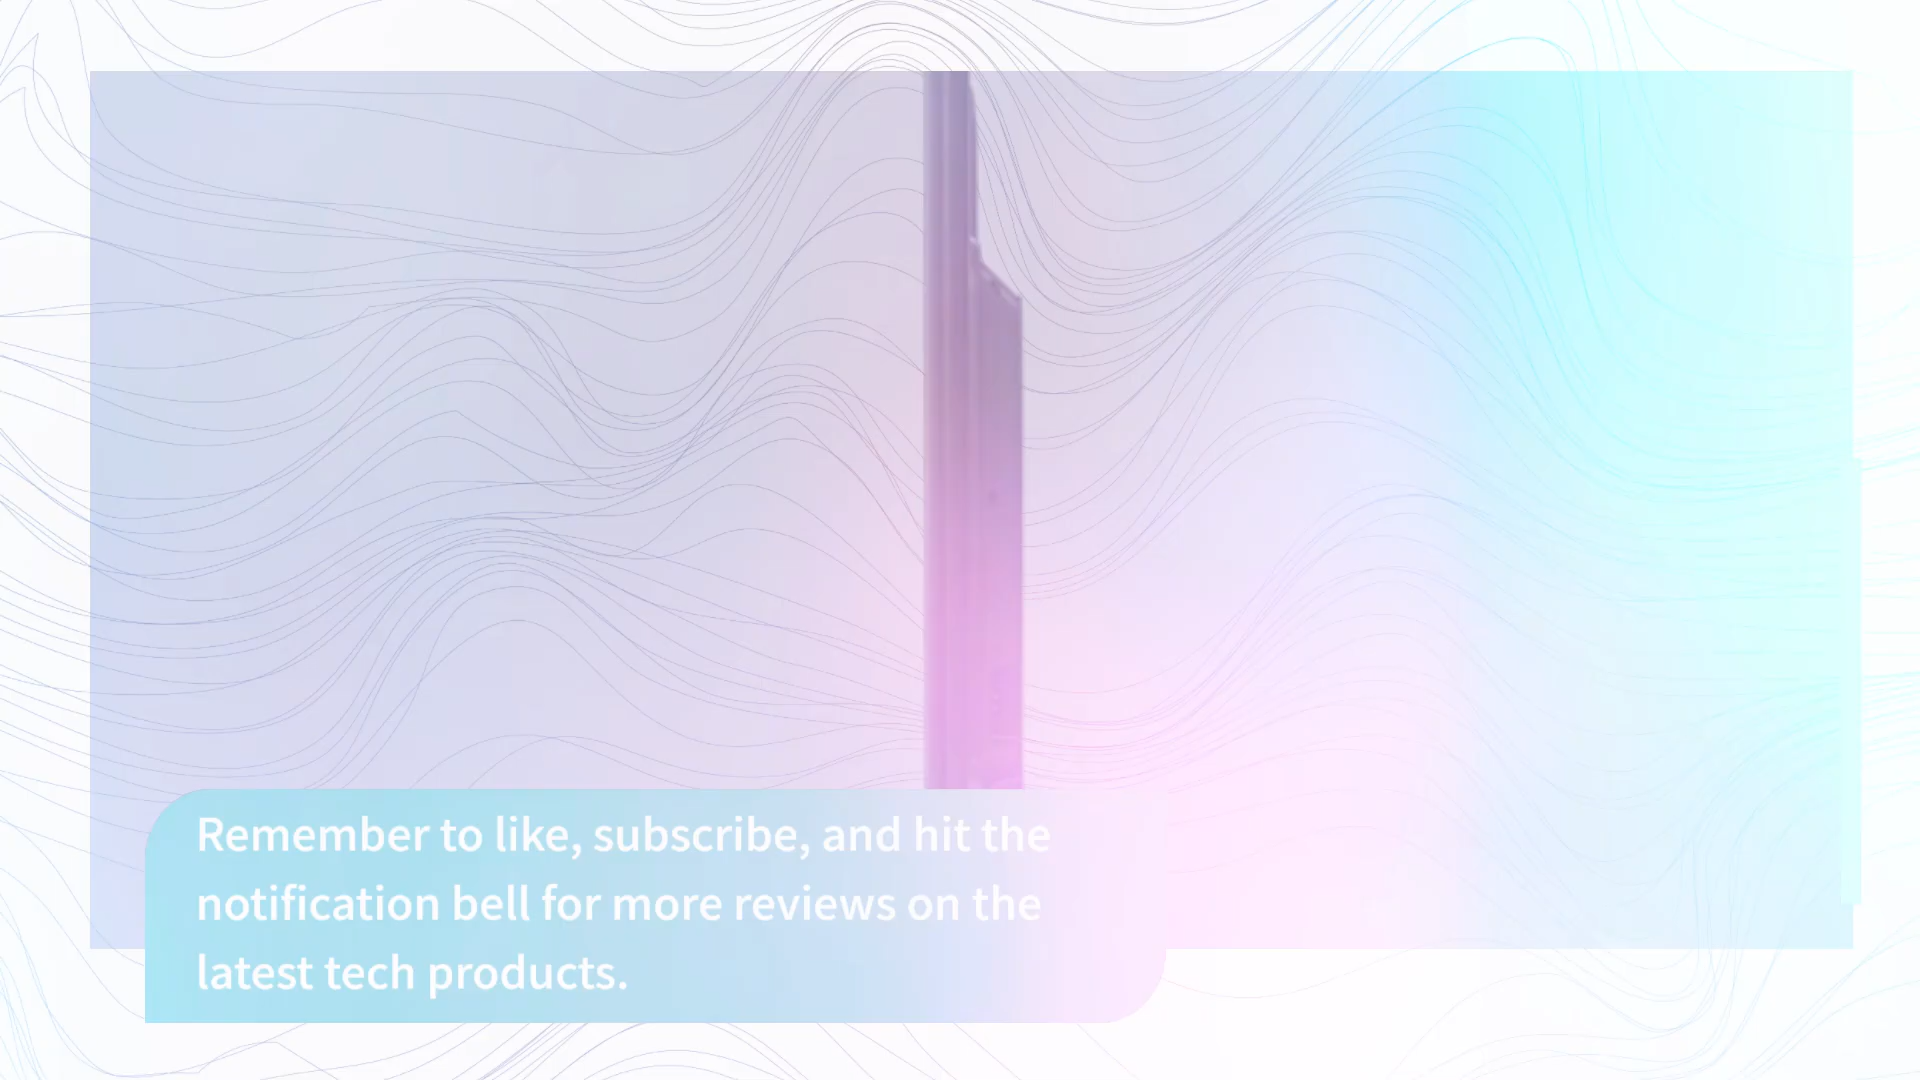 Remember to like, subscribe, and hit the
notification bell for more reviews on the
latest tech products.